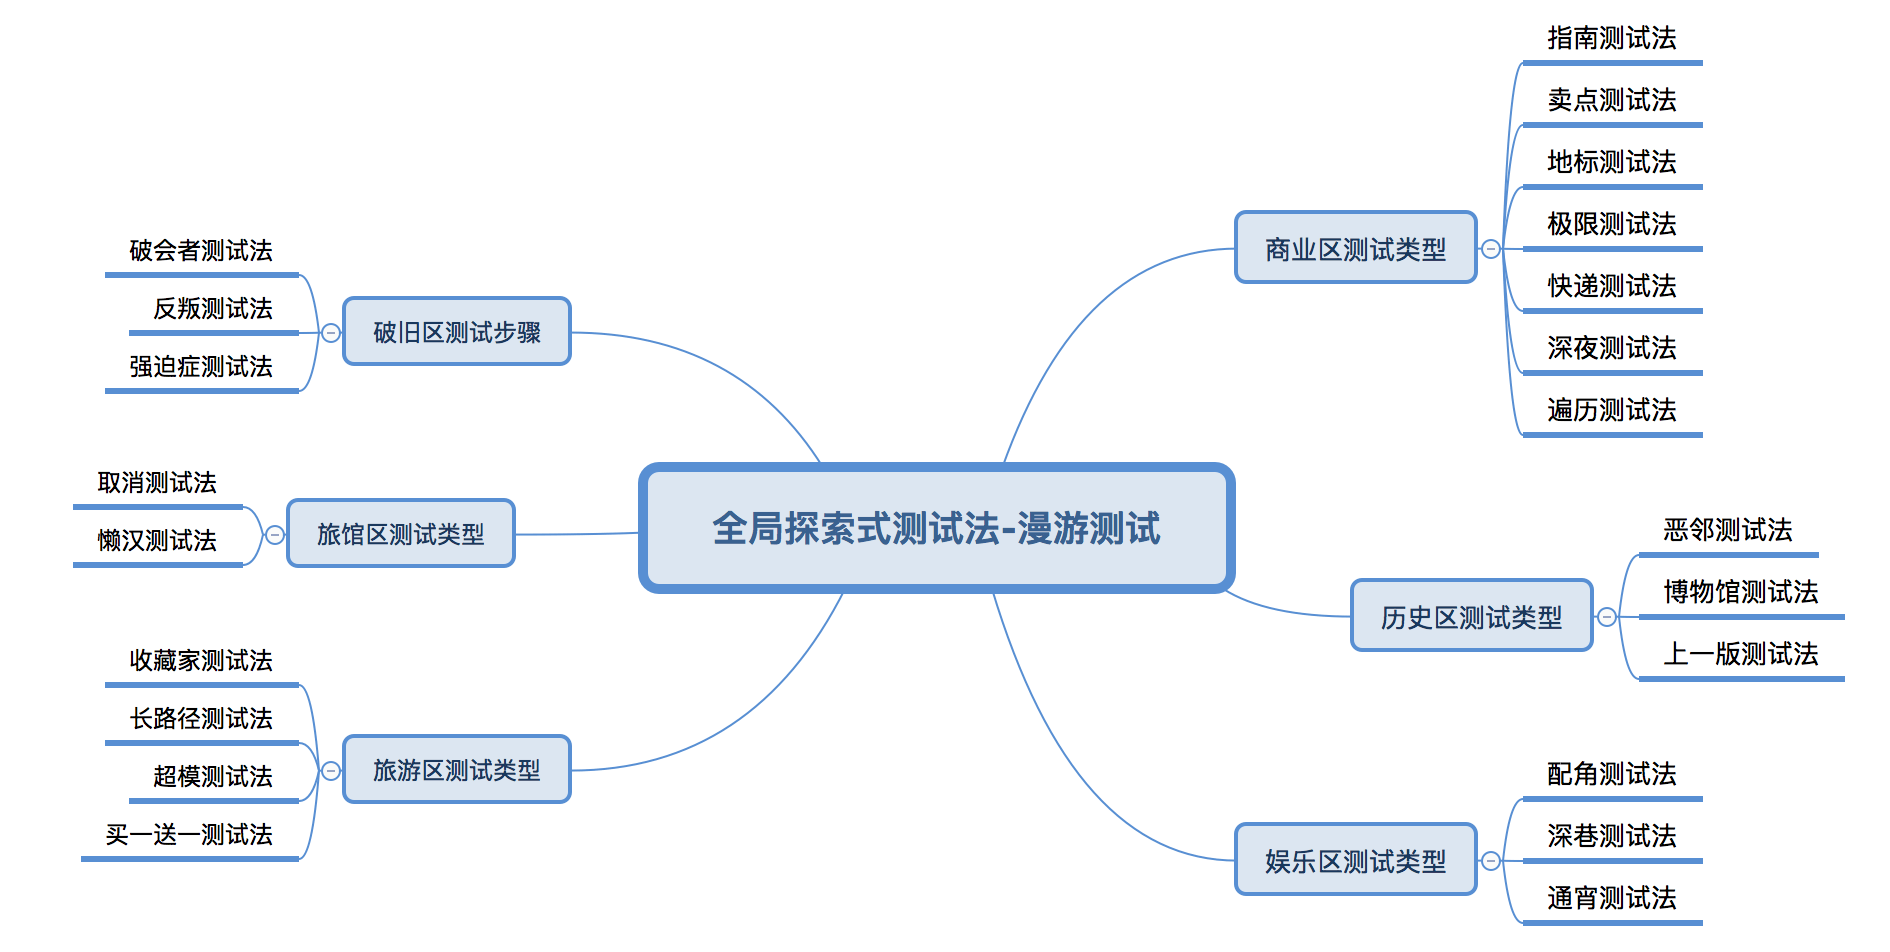 全局探索式测试法-漫游测试
商业区测试类型
指南测试法
卖点测试法
地标测试法
极限测试法
快递测试法
深夜测试法
遍历测试法
历史区测试类型
恶邻测试法
博物馆测试法
上一版测试法
娱乐区测试类型
配角测试法
深巷测试法
通宵测试法
破旧区测试步骤
破会者测试法
反叛测试法
强迫症测试法
旅馆区测试类型
取消测试法
懒汉测试法
旅游区测试类型
收藏家测试法
长路径测试法
超模测试法
买一送一测试法